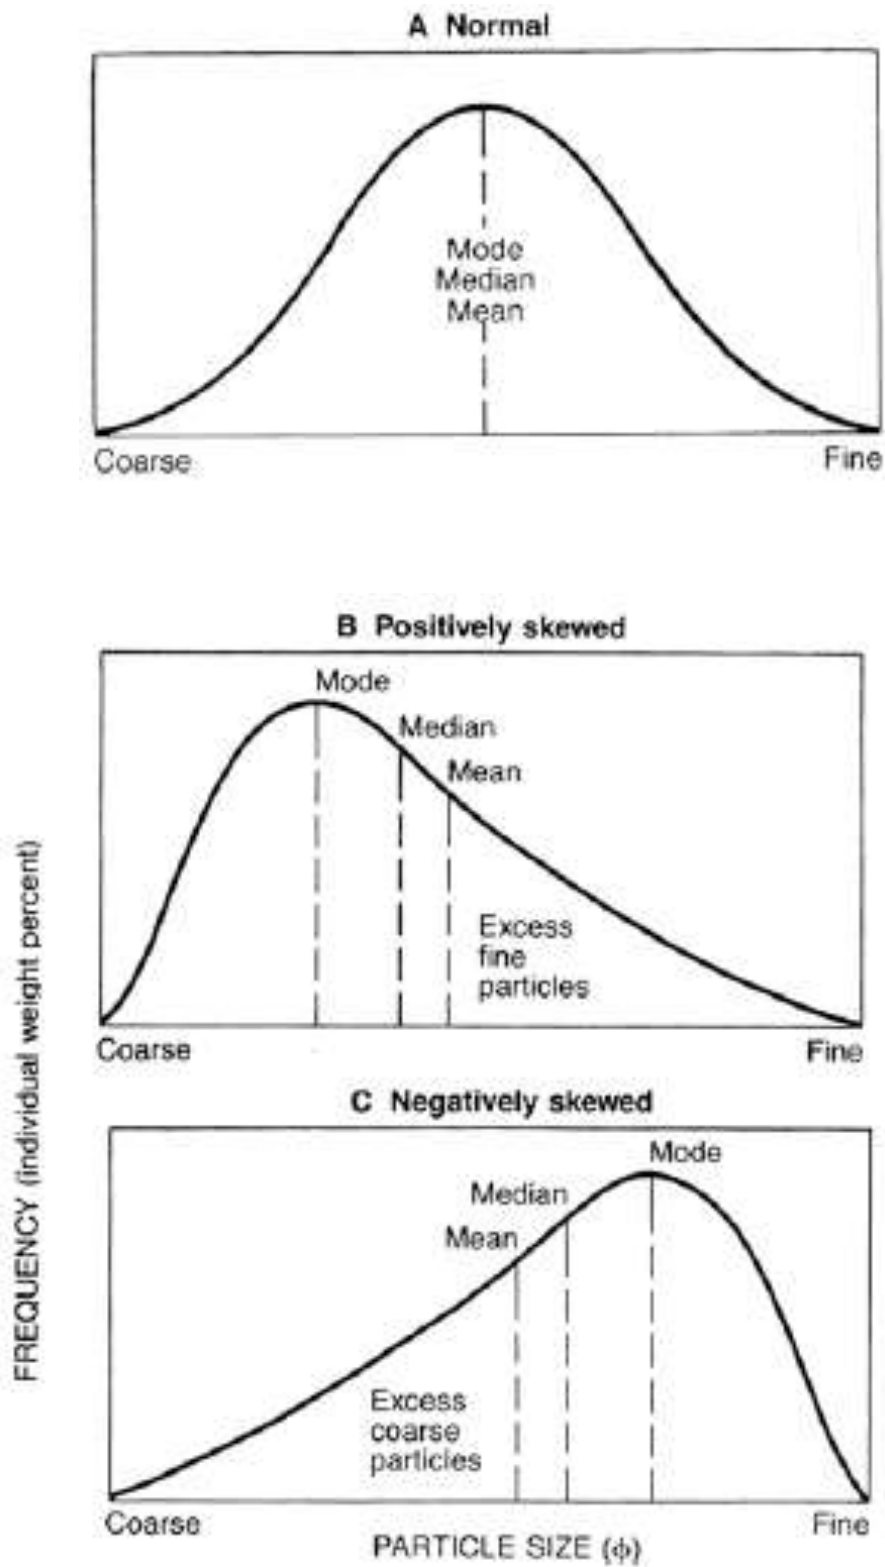 A Normal
Mode
Median
Mean
Coarse
Fine
B Positively skewed
Mode
Median
Mean
Excess
fine
particles
Coarse
Fine
C Negatively skewed
Mode
Median
Mean
Excess
coarse
particles
Coarse
Fine
PARTICLE SIZE (ϕ)
FREQUENCY (individual weight percent)